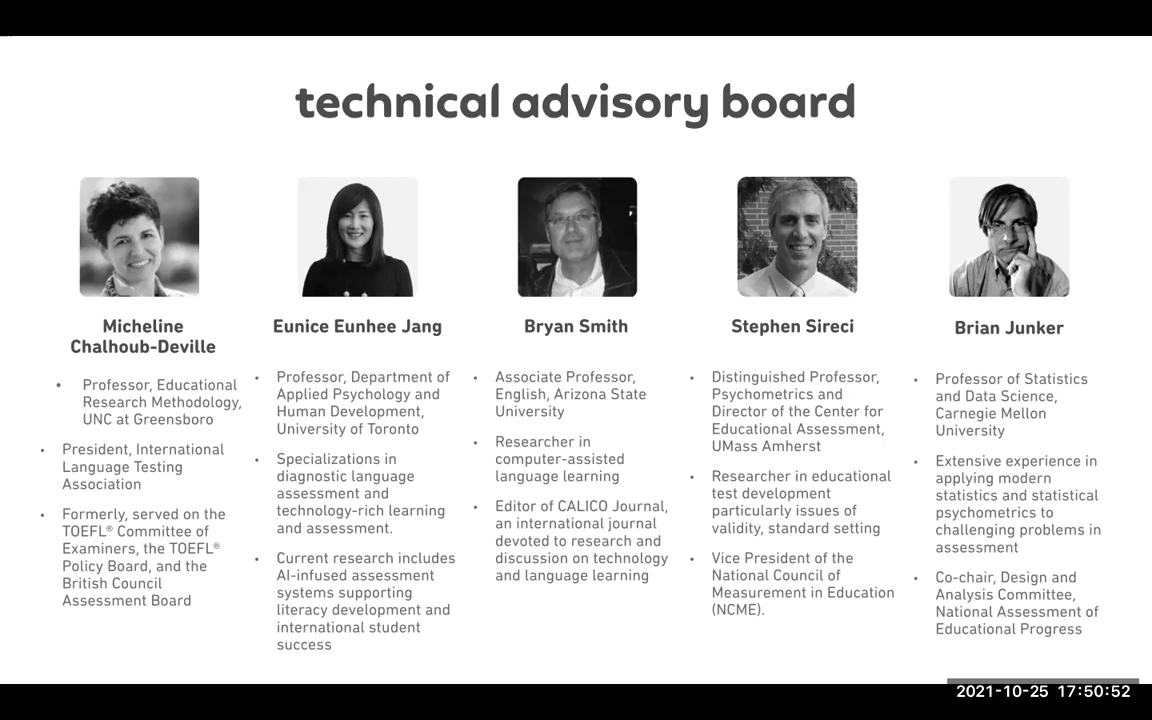 technical advisory board
Micheline
Chalhoub-Deville
• Professor, Educational
Research Methodology,
UNC at Greensboro
• President, International
Language Testing
Association
• Formerly, served on the
TOEFL® Committee of
Examiners, the TOEFL®
Policy Board, and the
British Council
Assessment Board
Eunice Eunhee Jang
• Professor, Department of
Applied Psychology and
Human Development,
University of Toronto
• Specializations in
diagnostic language
assessment and
technology-rich learning
and assessment.
• Current research includes
AI-infused assessment
systems supporting
literacy development and
international student
success
Bryan Smith
• Associate Professor,
English, Arizona State
University
• Researcher in
computer-assisted
language learning
• Editor of CALICO Journal,
an international journal
devoted to research and
discussion on technology
and language learning
Stephen Sireci
• Distinguished Professor,
Psychometrics and
Director of the Center for
Educational Assessment,
UMass Amherst
• Researcher in educational
test development
particularly issues of
validity, standard setting
• Vice President of the
National Council of
Measurement in Education
(NCME).
Brian Junker
• Professor of Statistics
and Data Science,
Carnegie Mellon
University
• Extensive experience in
applying modern
statistics and statistical
psychometrics to
challenging problems in
assessment
• Co-chair, Design and
Analysis Committee,
National Assessment of
Educational Progress
2021-10-25 17:50:52